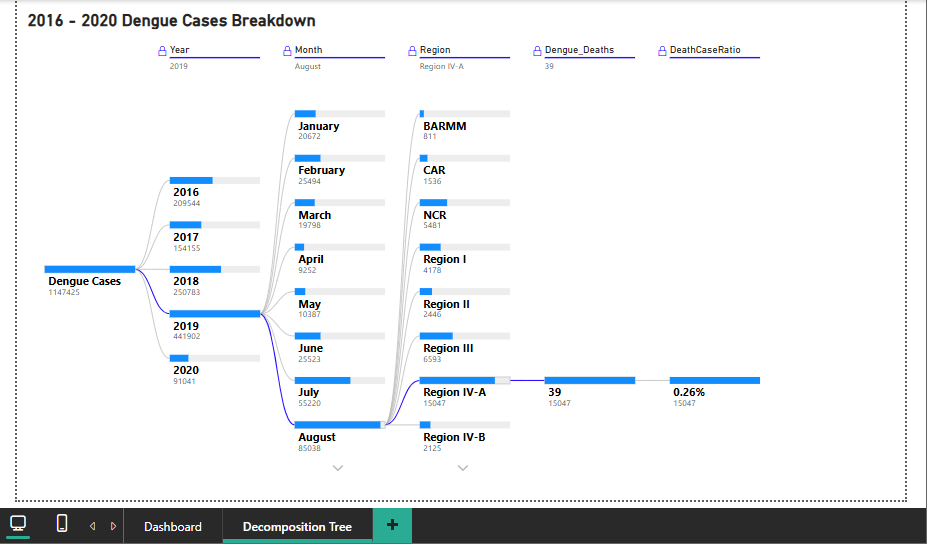 2016 - 2020 Dengue Cases Breakdown
Year
2019
Month
August
Region
Region IV-A
Dengue_Deaths
39
DeathCaseRatio
Dengue Cases
1147425
2016
209544
2017
154155
2018
250783
2019
441902
2020
91041
January
20672
February
25494
March
19798
April
9252
May
10387
June
25523
July
55220
August
85038
BARMM
811
CAR
1536
NCR
5481
Region I
4178
Region II
2446
Region III
6593
Region IV-A
15047
Region IV-B
2125
39
15047
0.26%
15047
Dashboard
Decomposition Tree
+